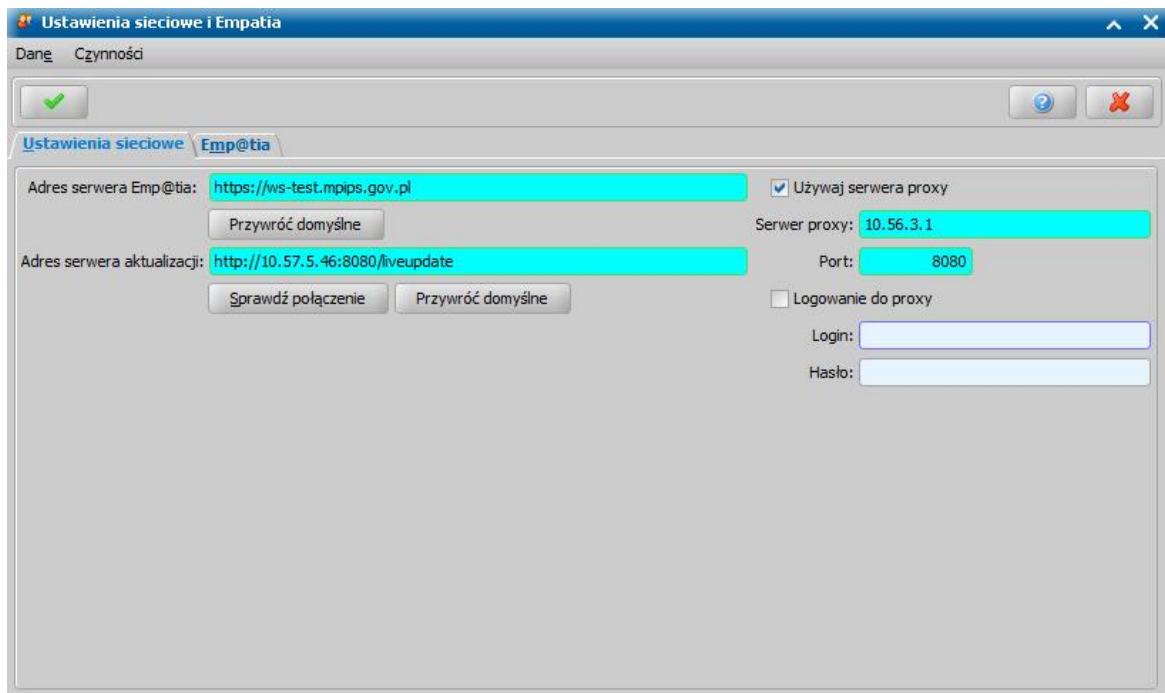 Ustawienia sieciowe i Empatia
Dane Czynności
Ustawienia sieciowe Emp@tia
Adres serwera Emp@tia: https://ws-test.mpips.gov.pl Używaj serwera proxy
Przywróć domyślne Serwer proxy: 10.56.3.1
Adres serwera aktualizacji: http://10.57.5.46:8080/liveupdate Port: 8080
Sprawdź połączenie Przywróć domyślne Logowanie do proxy
Login:
Hasło: